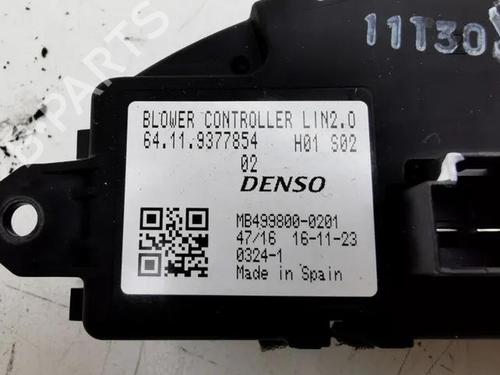 11T30
BLOWER CONTROLLER LIN2.0
64.11.9377854 H01 S02
02
DENSO
MB499800-0201
47/16 16-11-23
0324-1
Made in Spain